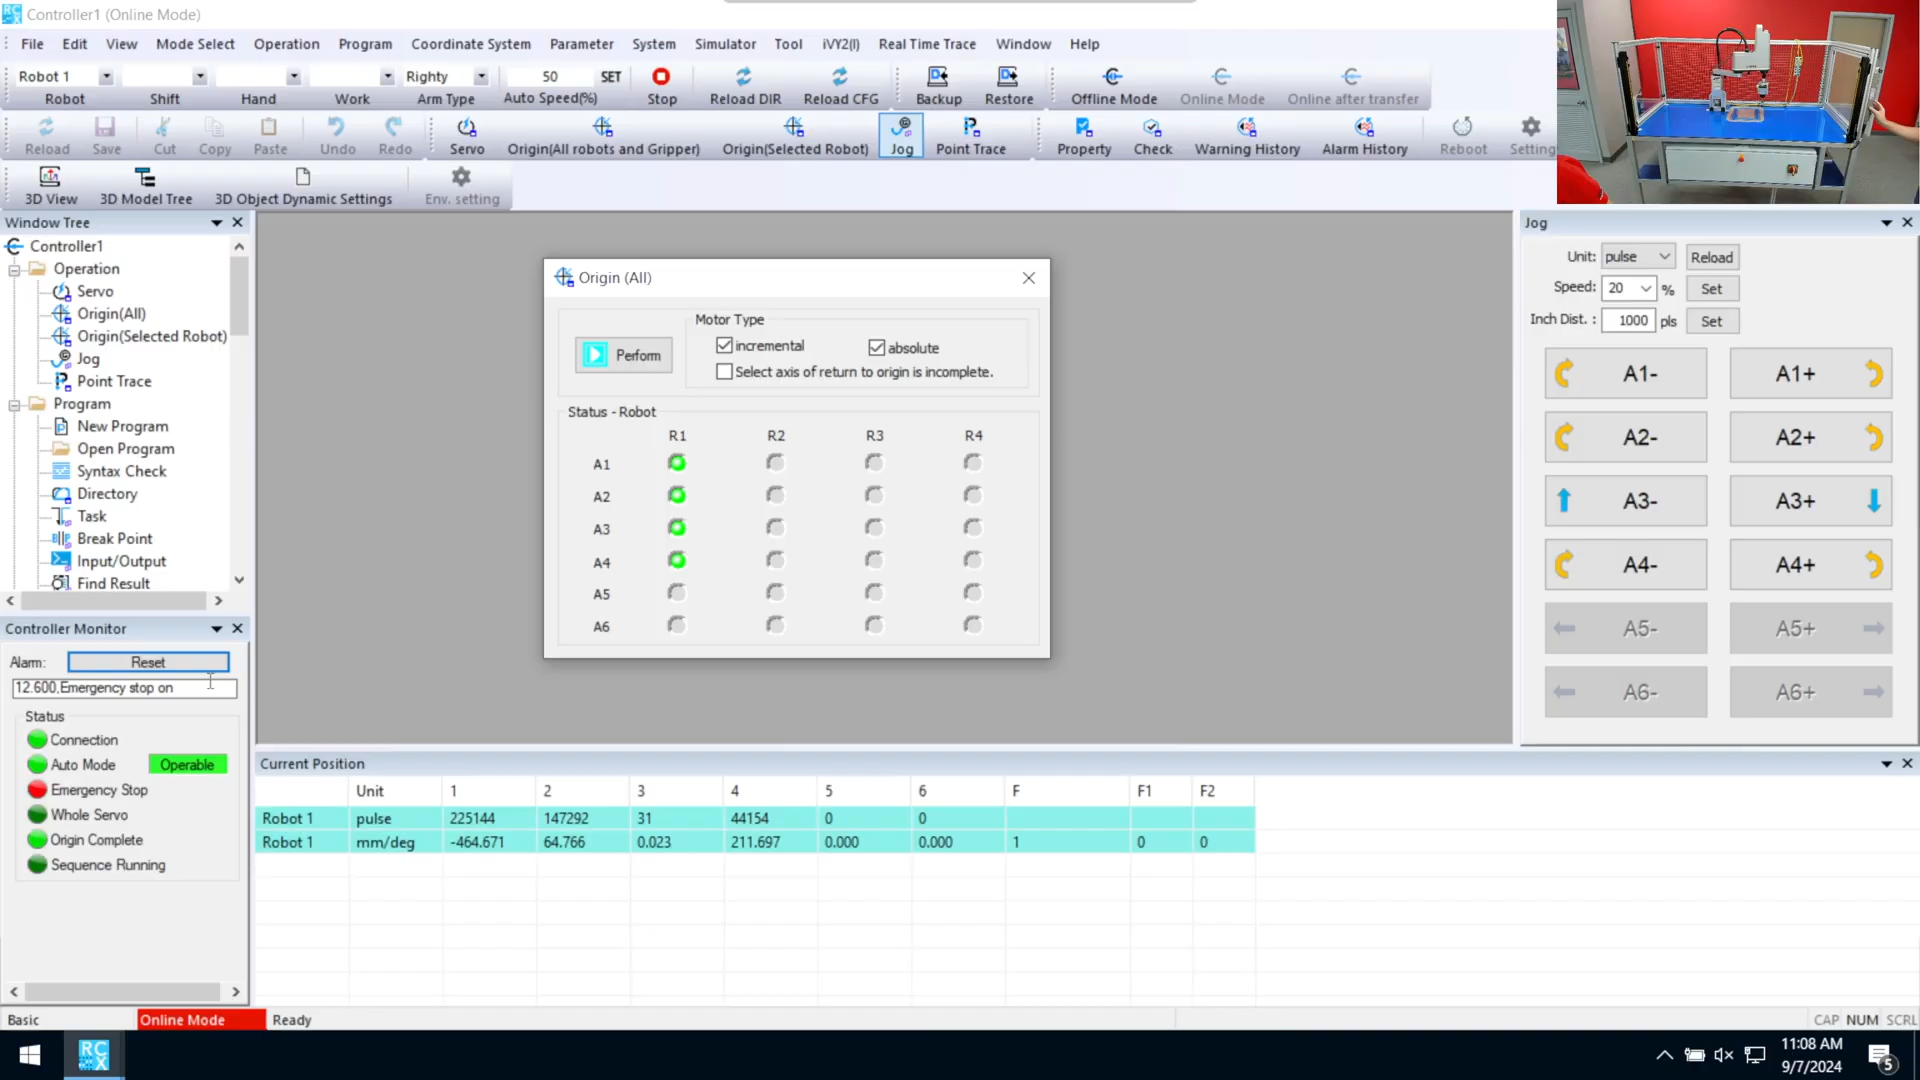 Controller1 (Online Mode)
File Edit View Mode Select Operation Program Coordinate System Parameter System Simulator Tool iVY2(I) Real Time Trace Window Help
Robot 1 Righty 50 SET
Robot Shift Hand Work Arm Type Auto Speed(%) Stop Reload DIR Reload CFG Backup Restore Offline Mode Online Mode Online after transfer
Reload Save Cut Copy Paste Undo Redo Servo Origin(All robots and Gripper) Origin(Selected Robot) Jog Point Trace Property Check Warning History Alarm History Reboot Setting
3D View 3D Model Tree 3D Object Dynamic Settings Env. setting
Window Tree
Controller1
Operation
Servo
Origin(All)
Origin(Selected Robot)
Jog
Point Trace
Program
New Program
Open Program
Syntax Check
Directory
Task
Break Point
Input/Output
Find Result
Controller Monitor
Alarm: Reset
12.600,Emergency stop on
Status
Connection
Auto Mode Operable
Emergency Stop
Whole Servo
Origin Complete
Sequence Running
Origin (All)
Perform
Motor Type
incremental absolute
Select axis of return to origin is incomplete.
Status - Robot
R1 R2 R3 R4
A1
A2
A3
A4
A5
A6
Jog
Unit: pulse Reload
Speed: 20 % Set
Inch Dist. : 1000 pls Set
A1- A1+
A2- A2+
A3- A3+
A4- A4+
A5- A5+
A6- A6+
Current Position
Unit 1 2 3 4 5 6 F F1 F2
Robot 1 pulse 225144 147292 31 44154 0 0
Robot 1 mm/deg -464.671 64.766 0.023 211.697 0.000 0.000 1 0 0
Basic Online Mode Ready CAP NUM SCRL
RC
X
11:08 AM
9/7/2024
5